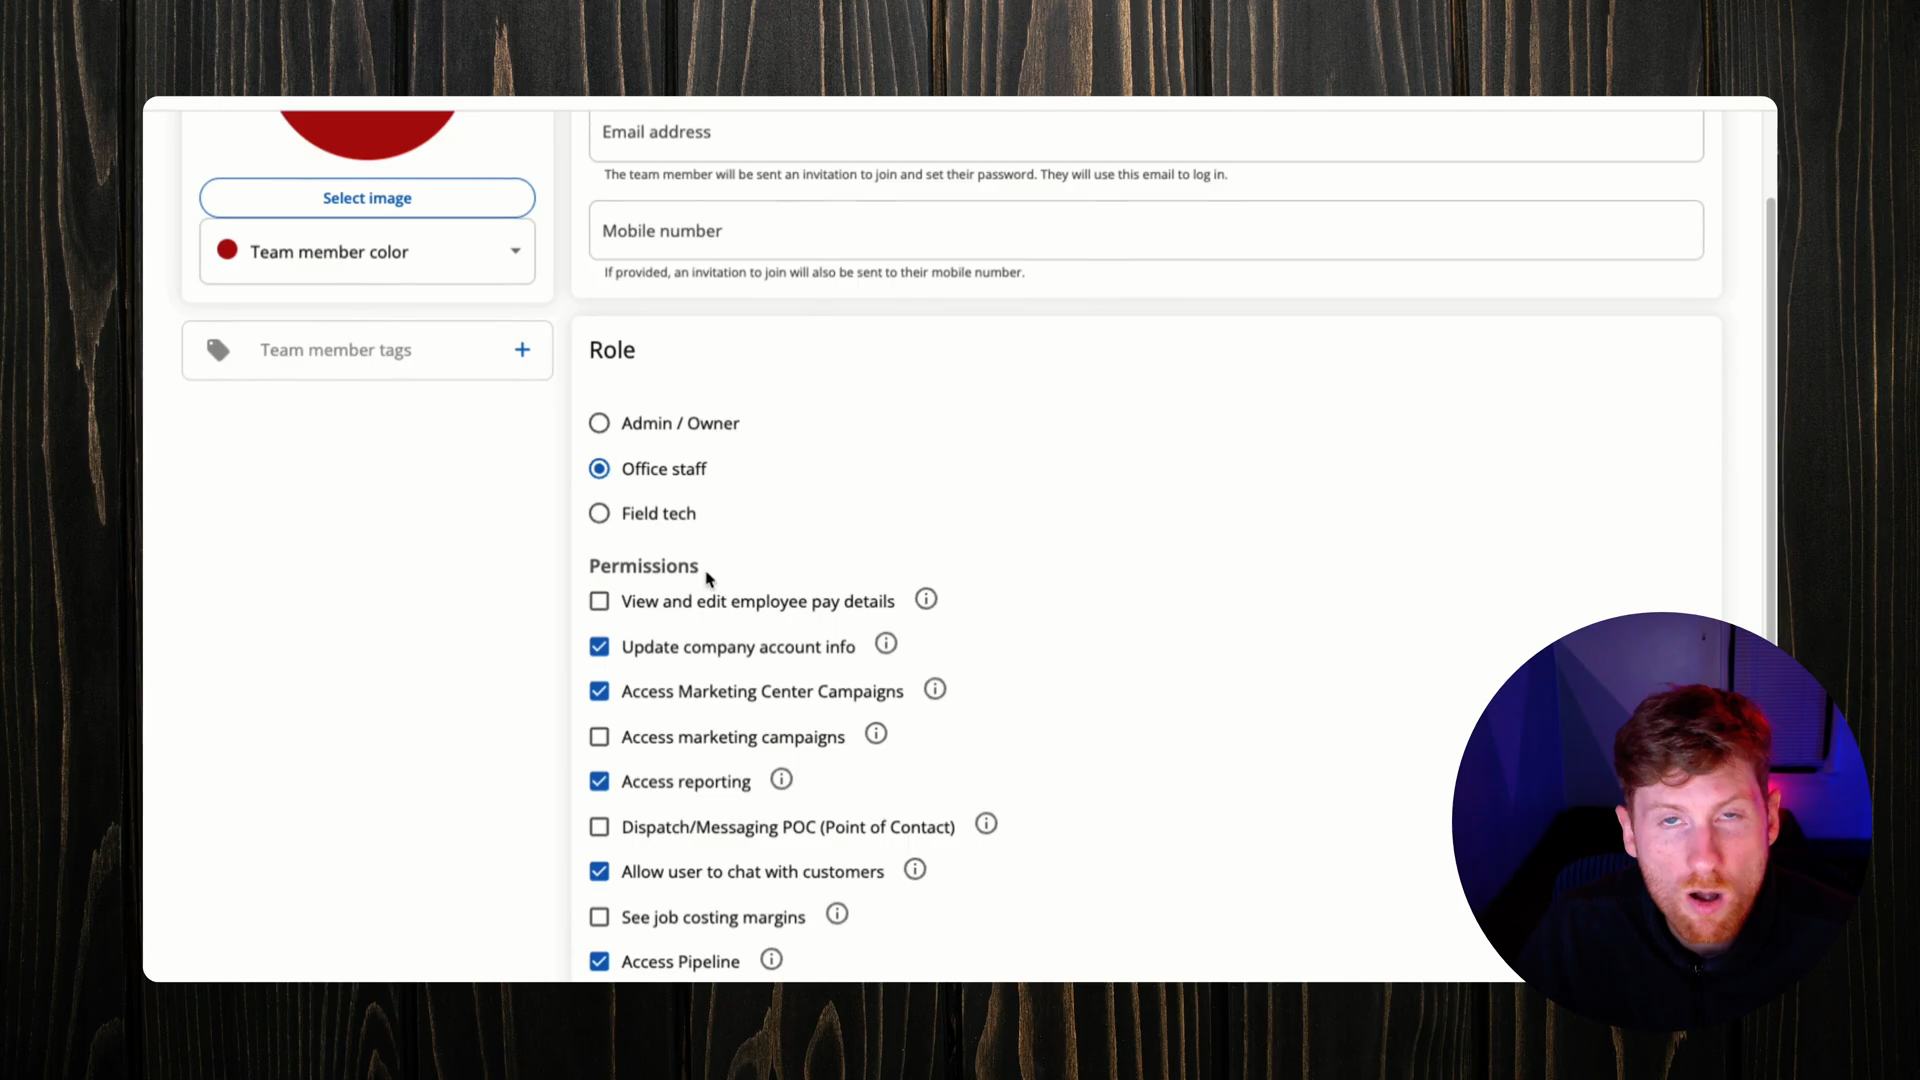 Select image
Team member color
Team member tags
Email address
The team member will be sent an invitation to join and set their password. They will use this email to log in.
Mobile number
If provided, an invitation to join will also be sent to their mobile number.
Role
Admin / Owner
Office staff
Field tech
Permissions
View and edit employee pay details
Update company account info
Access Marketing Center Campaigns
Access marketing campaigns
Access reporting
Dispatch/Messaging POC (Point of Contact)
Allow user to chat with customers
See job costing margins
Access Pipeline